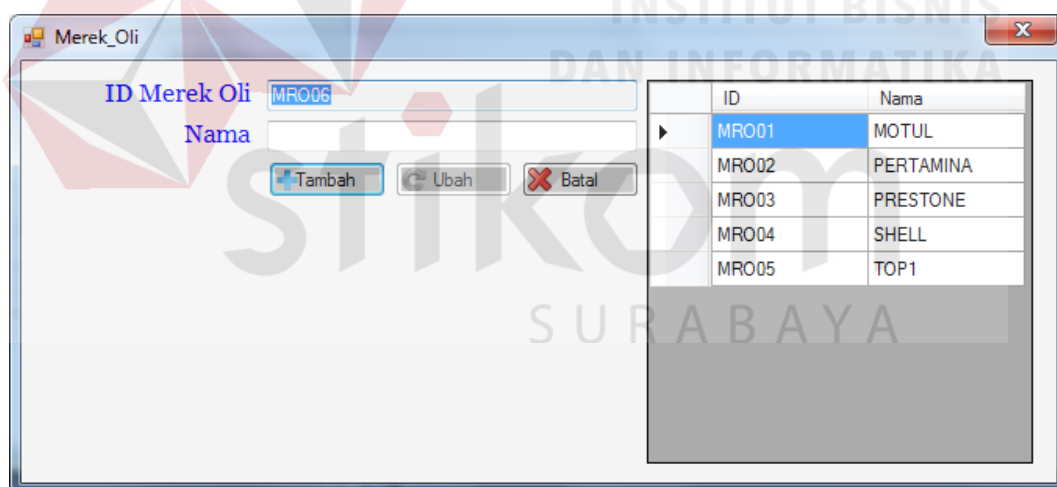 INSTITUT BISNIS
DAN INFORMATIKA
stikom
SURABAYA
Merek_Oli
ID Merek Oli MRO06
Nama
Tambah Ubah Batal
ID Nama
MRO01 MOTUL
MRO02 PERTAMINA
MRO03 PRESTONE
MRO04 SHELL
MRO05 TOP1